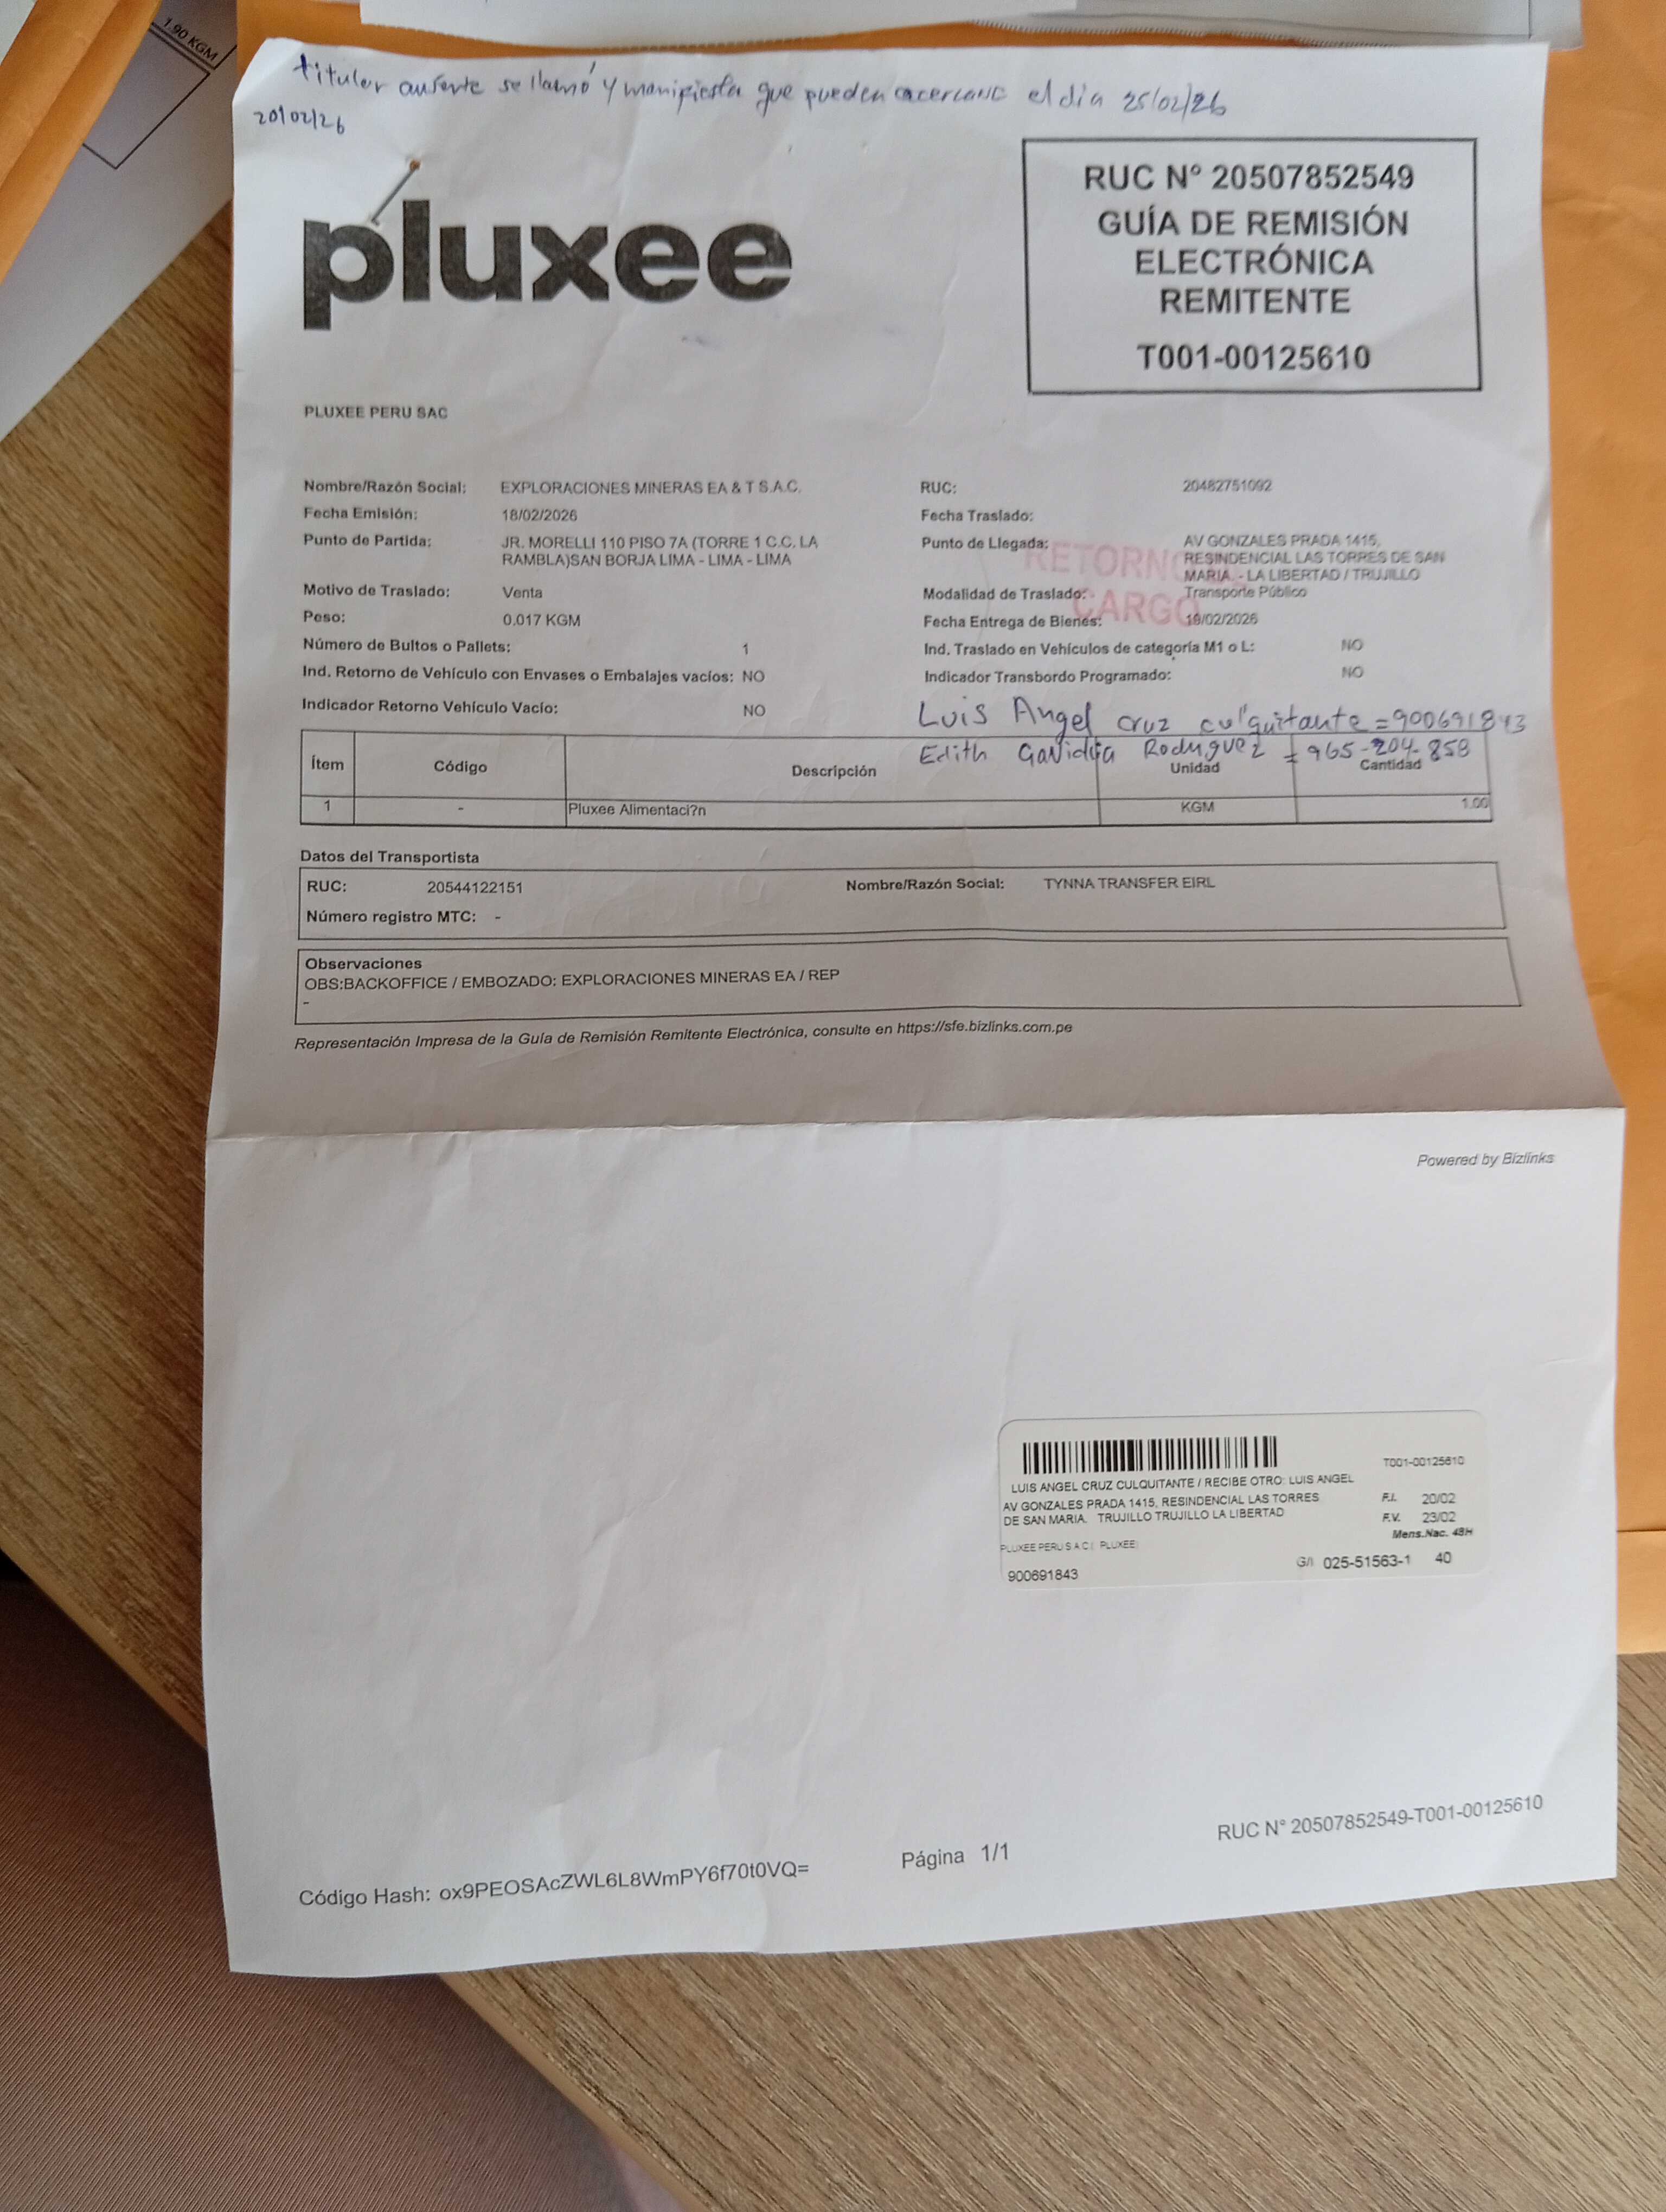 1.90 KGM
titular ausente se llamó y manifiesta que pueden acercarse el día 25/02/26
20/02/26
pluxee
RUC N° 20507852549
GUÍA DE REMISIÓN
ELECTRÓNICA
REMITENTE
T001-00125610
PLUXEE PERU SAC
Nombre/Razón Social: EXPLORACIONES MINERAS EA & T S.A.C. RUC: 20482751092
Fecha Emisión: 18/02/2026 Fecha Traslado:
Punto de Partida: JR. MORELLI 110 PISO 7A (TORRE 1 C.C. LA Punto de Llegada: AV GONZALES PRADA 1415,
RAMBLA)SAN BORJA LIMA - LIMA - LIMA RESINDENCIAL LAS TORRES DE SAN
MARIA. - LA LIBERTAD / TRUJILLO
RETORNO
CARGO
Motivo de Traslado: Venta Modalidad de Traslado: Transporte Público
Peso: 0.017 KGM Fecha Entrega de Bienes: 18/02/2026
Número de Bultos o Pallets: 1 Ind. Traslado en Vehículos de categoría M1 o L: NO
Ind. Retorno de Vehículo con Envases o Embalajes vacíos: NO Indicador Transbordo Programado: NO
Indicador Retorno Vehículo Vacío: NO
Luis Angel cruz culquitante = 900691843
Edith Gavidia Rodriguez = 965-204-858
Ítem Código Descripción Unidad Cantidad
1 - Pluxee Alimentaci?n KGM 1.00
Datos del Transportista
RUC: 20544122151 Nombre/Razón Social: TYNNA TRANSFER EIRL
Número registro MTC: -
Observaciones
OBS:BACKOFFICE / EMBOZADO: EXPLORACIONES MINERAS EA / REP
-
Representación Impresa de la Guía de Remisión Remitente Electrónica, consulte en https://sfe.bizlinks.com.pe
Powered by Bizlinks
T001-00125610
LUIS ANGEL CRUZ CULQUITANTE / RECIBE OTRO: LUIS ANGEL
AV GONZALES PRADA 1415, RESINDENCIAL LAS TORRES F.I. 20/02
DE SAN MARIA. TRUJILLO TRUJILLO LA LIBERTAD F.V. 23/02
Mens.Nac. 48H
PLUXEE PERU S A C ( PLUXEE)
900691843 G/I 025-51563-1 40
RUC N° 20507852549-T001-00125610
Página 1/1
Código Hash: ox9PEOSAcZWL6L8WmPY6f70t0VQ=